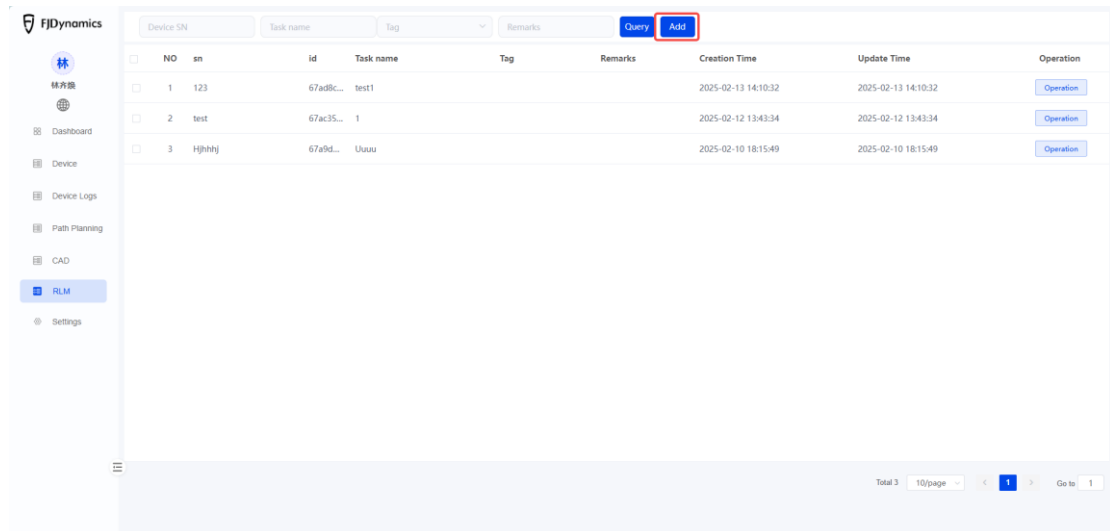 FJDynamics
Device SN Task name Tag Remarks Query Add
NO sn id Task name Tag Remarks Creation Time Update Time Operation
1 123 67ad8c... test1 2025-02-13 14:10:32 2025-02-13 14:10:32 Operation
2 test 67ac35... 1 2025-02-12 13:43:34 2025-02-12 13:43:34 Operation
3 Hjhhhj 67a9d... Uuuu 2025-02-10 18:15:49 2025-02-10 18:15:49 Operation
林
Dashboard
Device
Device Logs
Path Planning
CAD
RLM
Settings
Total 3 10/page 1 Go to 1